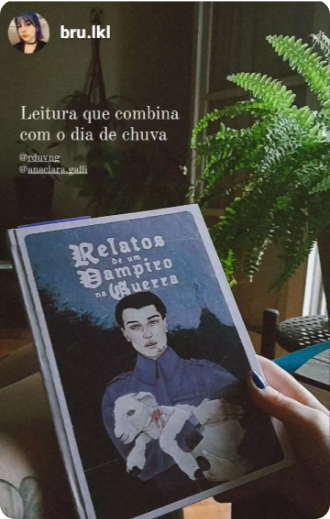 bru.lkl
Leitura que combina
com o dia de chuva
@rduvng
@anaclara.galli
Relatos
de um
Vampiro
na Guerra